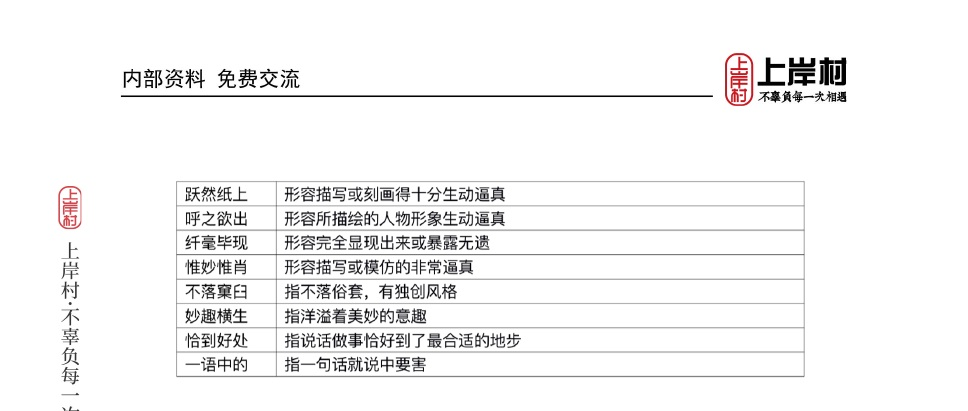 内部资料 免费交流
上岸村
上岸村
不辜负每一次相遇
跃然纸上 形容描写或刻画得十分生动逼真
呼之欲出 形容所描绘的人物形象生动逼真
纤毫毕现 形容完全显现出来或暴露无遗
惟妙惟肖 形容描写或模仿的非常逼真
不落窠臼 指不落俗套，有独创风格
妙趣横生 指洋溢着美妙的意趣
恰到好处 指说话做事恰好到了最合适的地步
一语中的 指一句话就说中要害
上岸村
上岸村·不辜负每一次